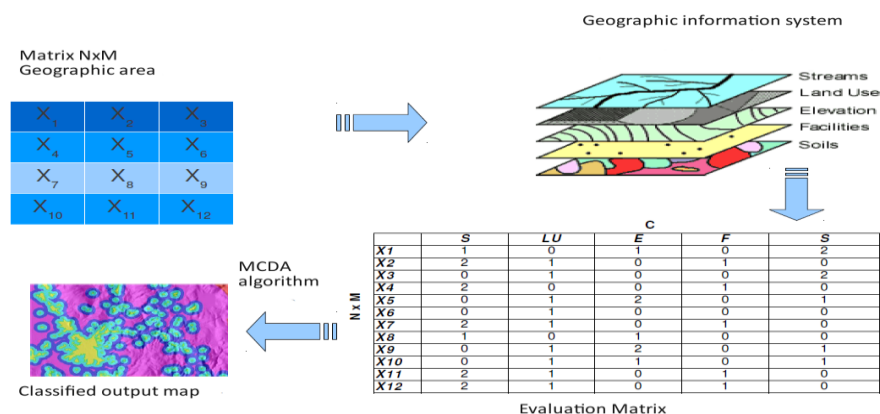 Geographic information system
Matrix NxM
Geographic area
X1 X2 X3
X4 X5 X6
X7 X8 X9
X10 X11 X12
Streams
Land Use
Elevation
Facilities
Soils
C
S LU E F S
X1 1 0 1 0 2
X2 2 1 0 1 0
X3 0 1 0 0 2
X4 2 0 0 1 0
X5 0 1 2 0 1
X6 0 1 0 0 0
X7 2 1 0 1 0
X8 1 0 1 0 0
X9 0 1 2 0 1
X10 0 1 1 0 1
X11 2 1 0 1 0
X12 2 1 0 1 0
NxM
Evaluation Matrix
MCDA
algorithm
Classified output map